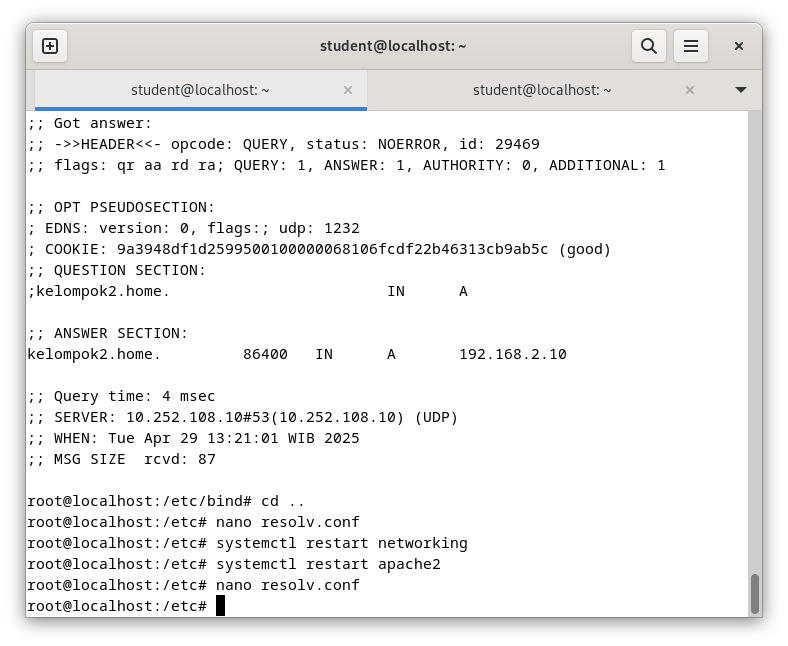 student@localhost: ~
student@localhost: ~
student@localhost: ~
;; Got answer:
;; ->>HEADER<<- opcode: QUERY, status: NOERROR, id: 29469
;; flags: qr aa rd ra; QUERY: 1, ANSWER: 1, AUTHORITY: 0, ADDITIONAL: 1
;; OPT PSEUDOSECTION:
; EDNS: version: 0, flags:; udp: 1232
; COOKIE: 9a3948df1d2599500100000068106fcdf22b46313cb9ab5c (good)
;; QUESTION SECTION:
;kelompok2.home. IN A
;; ANSWER SECTION:
kelompok2.home. 86400 IN A 192.168.2.10
;; Query time: 4 msec
;; SERVER: 10.252.108.10#53(10.252.108.10) (UDP)
;; WHEN: Tue Apr 29 13:21:01 WIB 2025
;; MSG SIZE rcvd: 87
root@localhost:/etc/bind# cd ..
root@localhost:/etc# nano resolv.conf
root@localhost:/etc# systemctl restart networking
root@localhost:/etc# systemctl restart apache2
root@localhost:/etc# nano resolv.conf
root@localhost:/etc#